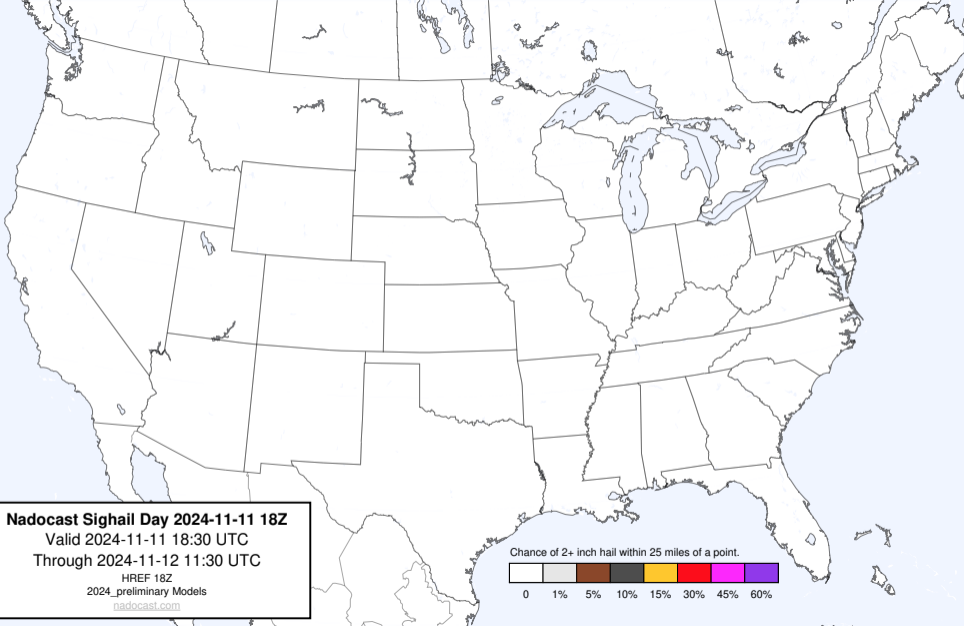 Nadocast Sighail Day 2024-11-11 18Z
Valid 2024-11-11 18:30 UTC
Through 2024-11-12 11:30 UTC
HREF 18Z
2024_preliminary Models
nadocast.com
Chance of 2+ inch hail within 25 miles of a point.
0 1% 5% 10% 15% 30% 45% 60%